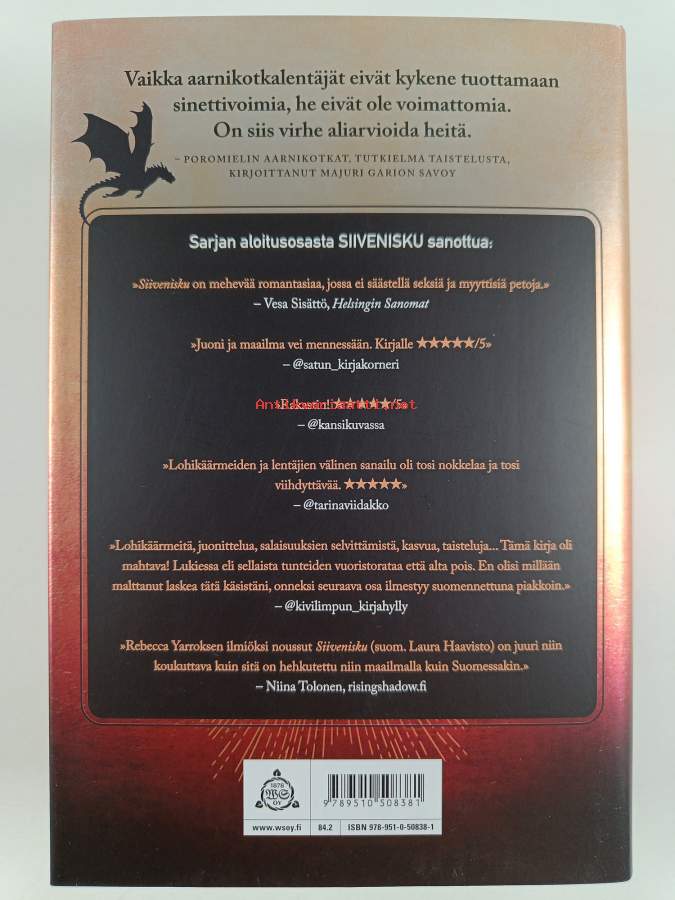 Vaikka aarnikotkalentäjät eivät kykene tuottamaan
sinettivoimia, he eivät ole voimattomia.
On siis virhe aliarvioida heitä.
– POROMIELIN AARNIKOTKAT, TUTKIELMA TAISTELUSTA,
KIRJOITTANUT MAJURI GARION SAVOY
Sarjan aloitusosasta SIIVENISKU sanottua:
»Siivenisku on mehevää romantasiaa, jossa ei säästellä seksiä ja myyttisiä petoja.»
– Vesa Sisättö, Helsingin Sanomat
»Juoni ja maailma vei mennessään. Kirjalle ★★★★★/5»
– @satun_kirjakorneri
»Rakastin! ★★★★★/5»
– @kansikuvassa
»Lohikäärmeiden ja lentäjien välinen sanailu oli tosi nokkelaa ja tosi
viihdyttävää. ★★★★★»
– @tarinaviidakko
»Lohikäärmeitä, juonittelua, salaisuuksien selvittämistä, kasvua, taisteluja... Tämä kirja oli
mahtava! Lukiessa eli sellaista tunteiden vuoristorataa että alta pois. En olisi millään
malttanut laskea tätä käsistäni, onneksi seuraava osa ilmestyy suomennettuna piakkoin.»
– @kivilimpun_kirjahylly
»Rebecca Yarroksen ilmiöksi noussut Siivenisku (suom. Laura Haavisto) on juuri niin
koukuttava kuin sitä on hehkutettu niin maailmalla kuin Suomessakin.»
– Niina Tolonen, risingshadow.fi
1878
WS
OY
9 789510 508381
www.wsoy.fi
84.2
ISBN 978-951-0-50838-1